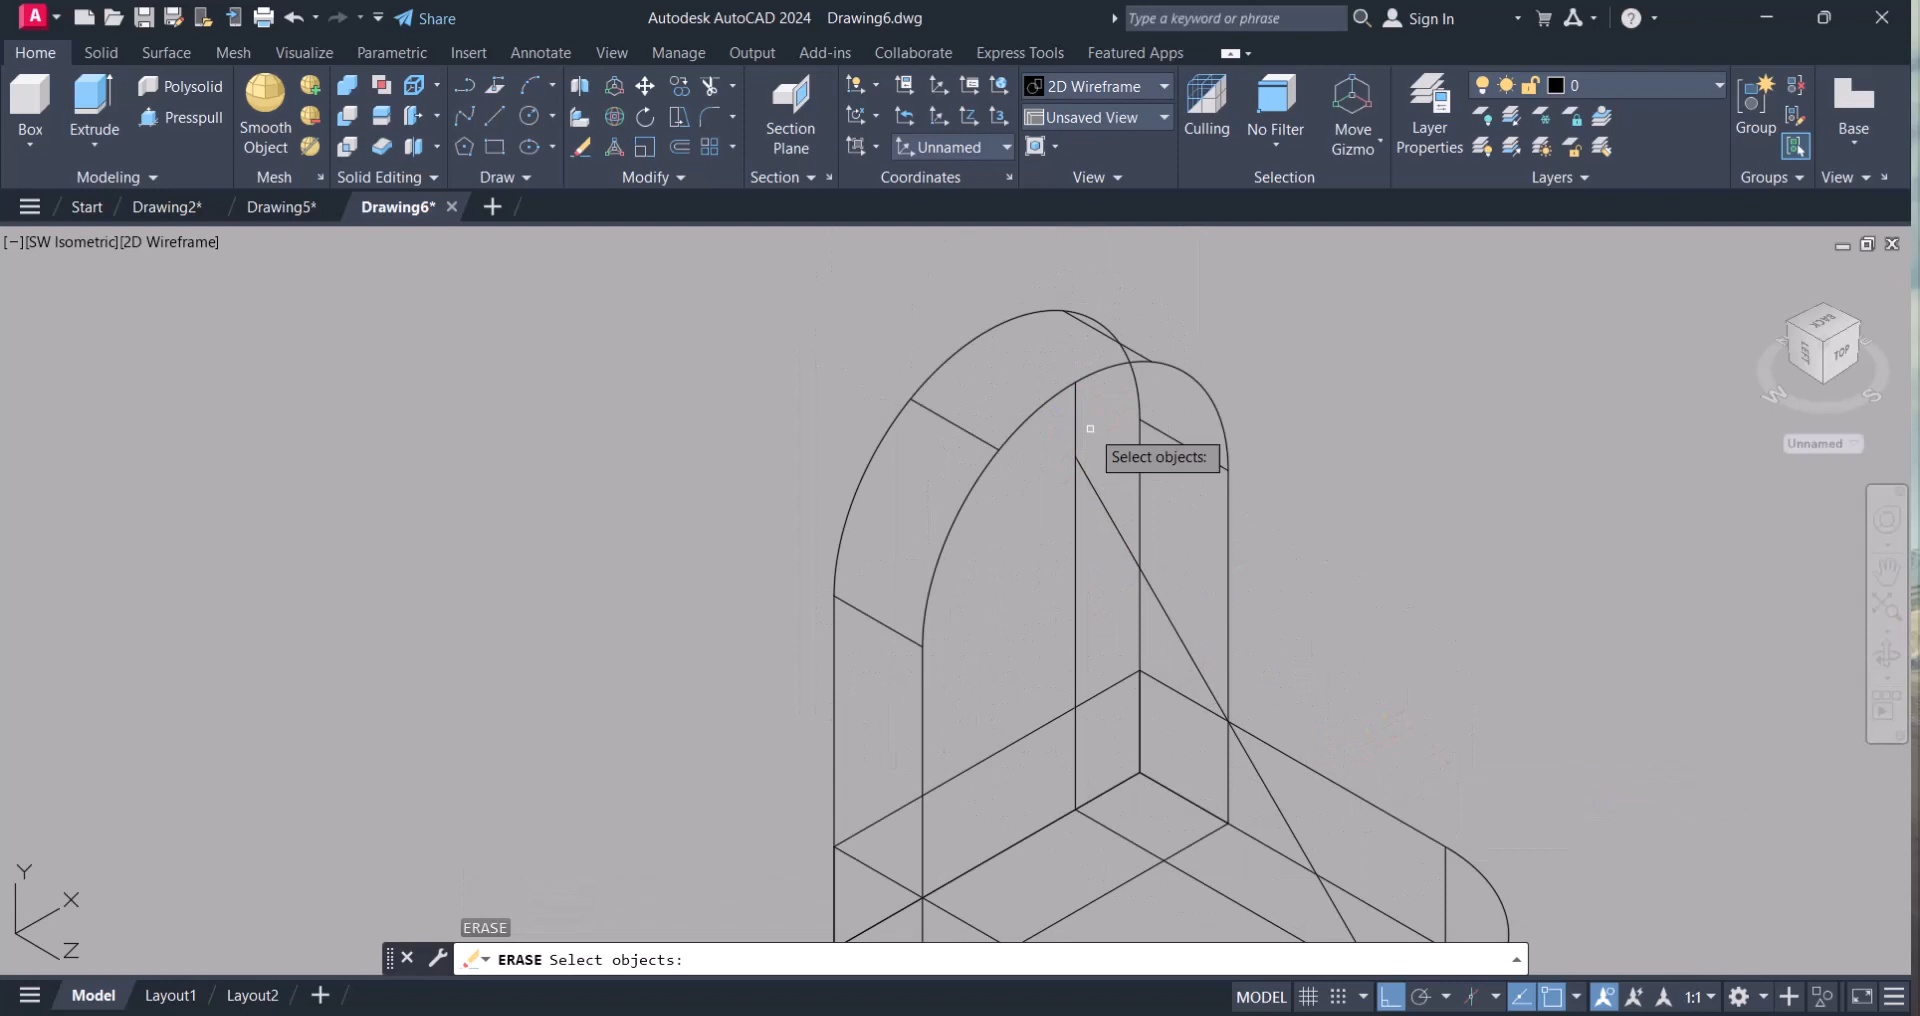 A Share Autodesk AutoCAD 2024 Drawing6.dwg Type a keyword or phrase Sign In
Home Solid Surface Mesh Visualize Parametric Insert Annotate View Manage Output Add-ins Collaborate Express Tools Featured Apps
Box Extrude Polysolid Presspull Smooth Object Section Plane 2D Wireframe Unsaved View Unnamed Culling No Filter Move Gizmo Layer Properties 0 Group Base
Modeling Mesh Solid Editing Draw Modify Section Coordinates View Selection Layers Groups View
Start Drawing2* Drawing5* Drawing6*
[−][SW Isometric][2D Wireframe]
BACK
LEFT TOP
W S
Unnamed
Select objects:
Y
X
Z
ERASE
ERASE Select objects:
Model Layout1 Layout2 MODEL 1:1